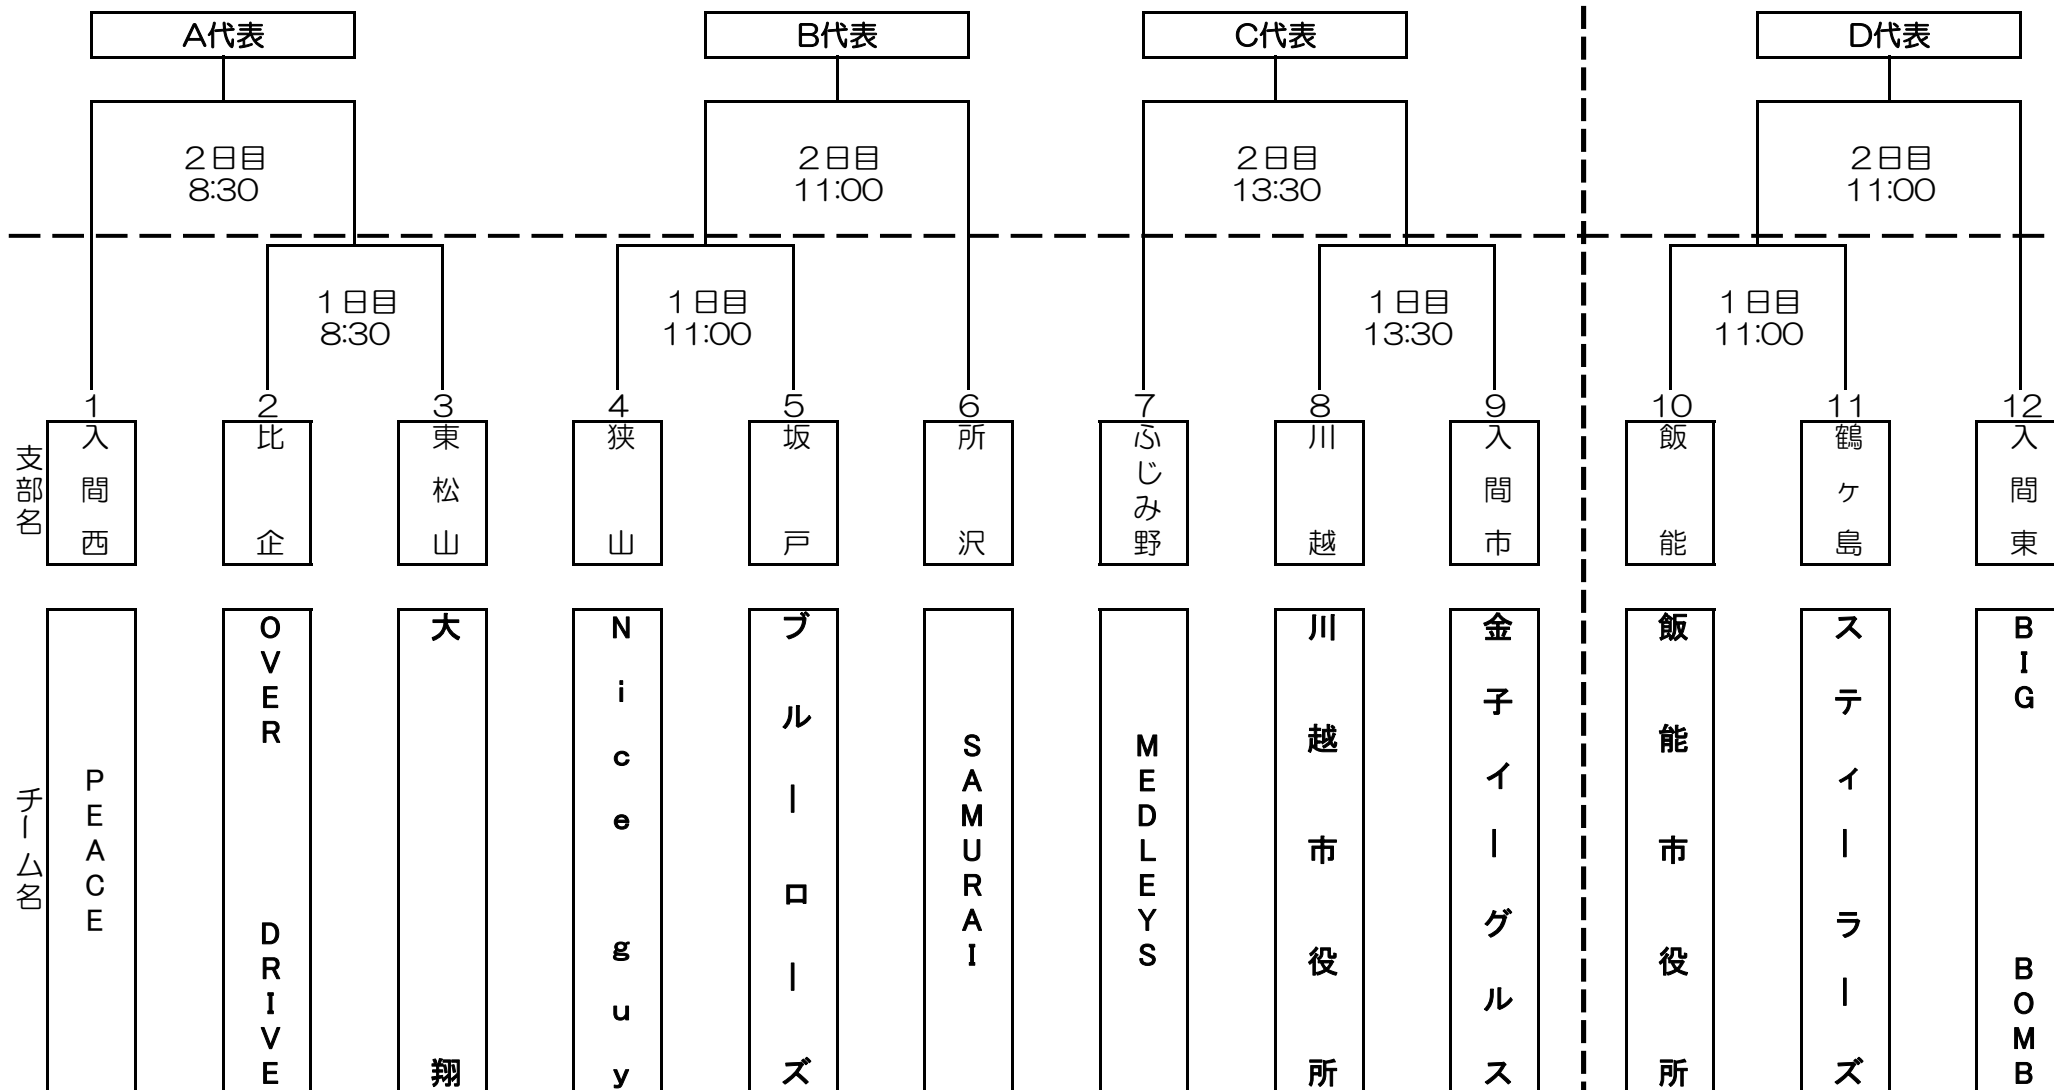 A代表
B代表
C代表
D代表
2日目
8:30
2日目
11:00
2日目
13:30
2日目
11:00
1日目
8:30
1日目
11:00
1日目
13:30
1日目
11:00
1
2
3
4
5
6
7
8
9
10
11
12
支部名
入間西
比企
東松山
狭山
坂戸
所沢
ふじみ野
川越
入間市
飯能
鶴ヶ島
入間東
チーム名
PEACE
OVER DRIVE
大翔
Nice guy
ブルーローズ
SAMURAI
MEDLEYS
川越市役所
金子イーグルス
飯能市役所
スティーラーズ
BIG BOMB